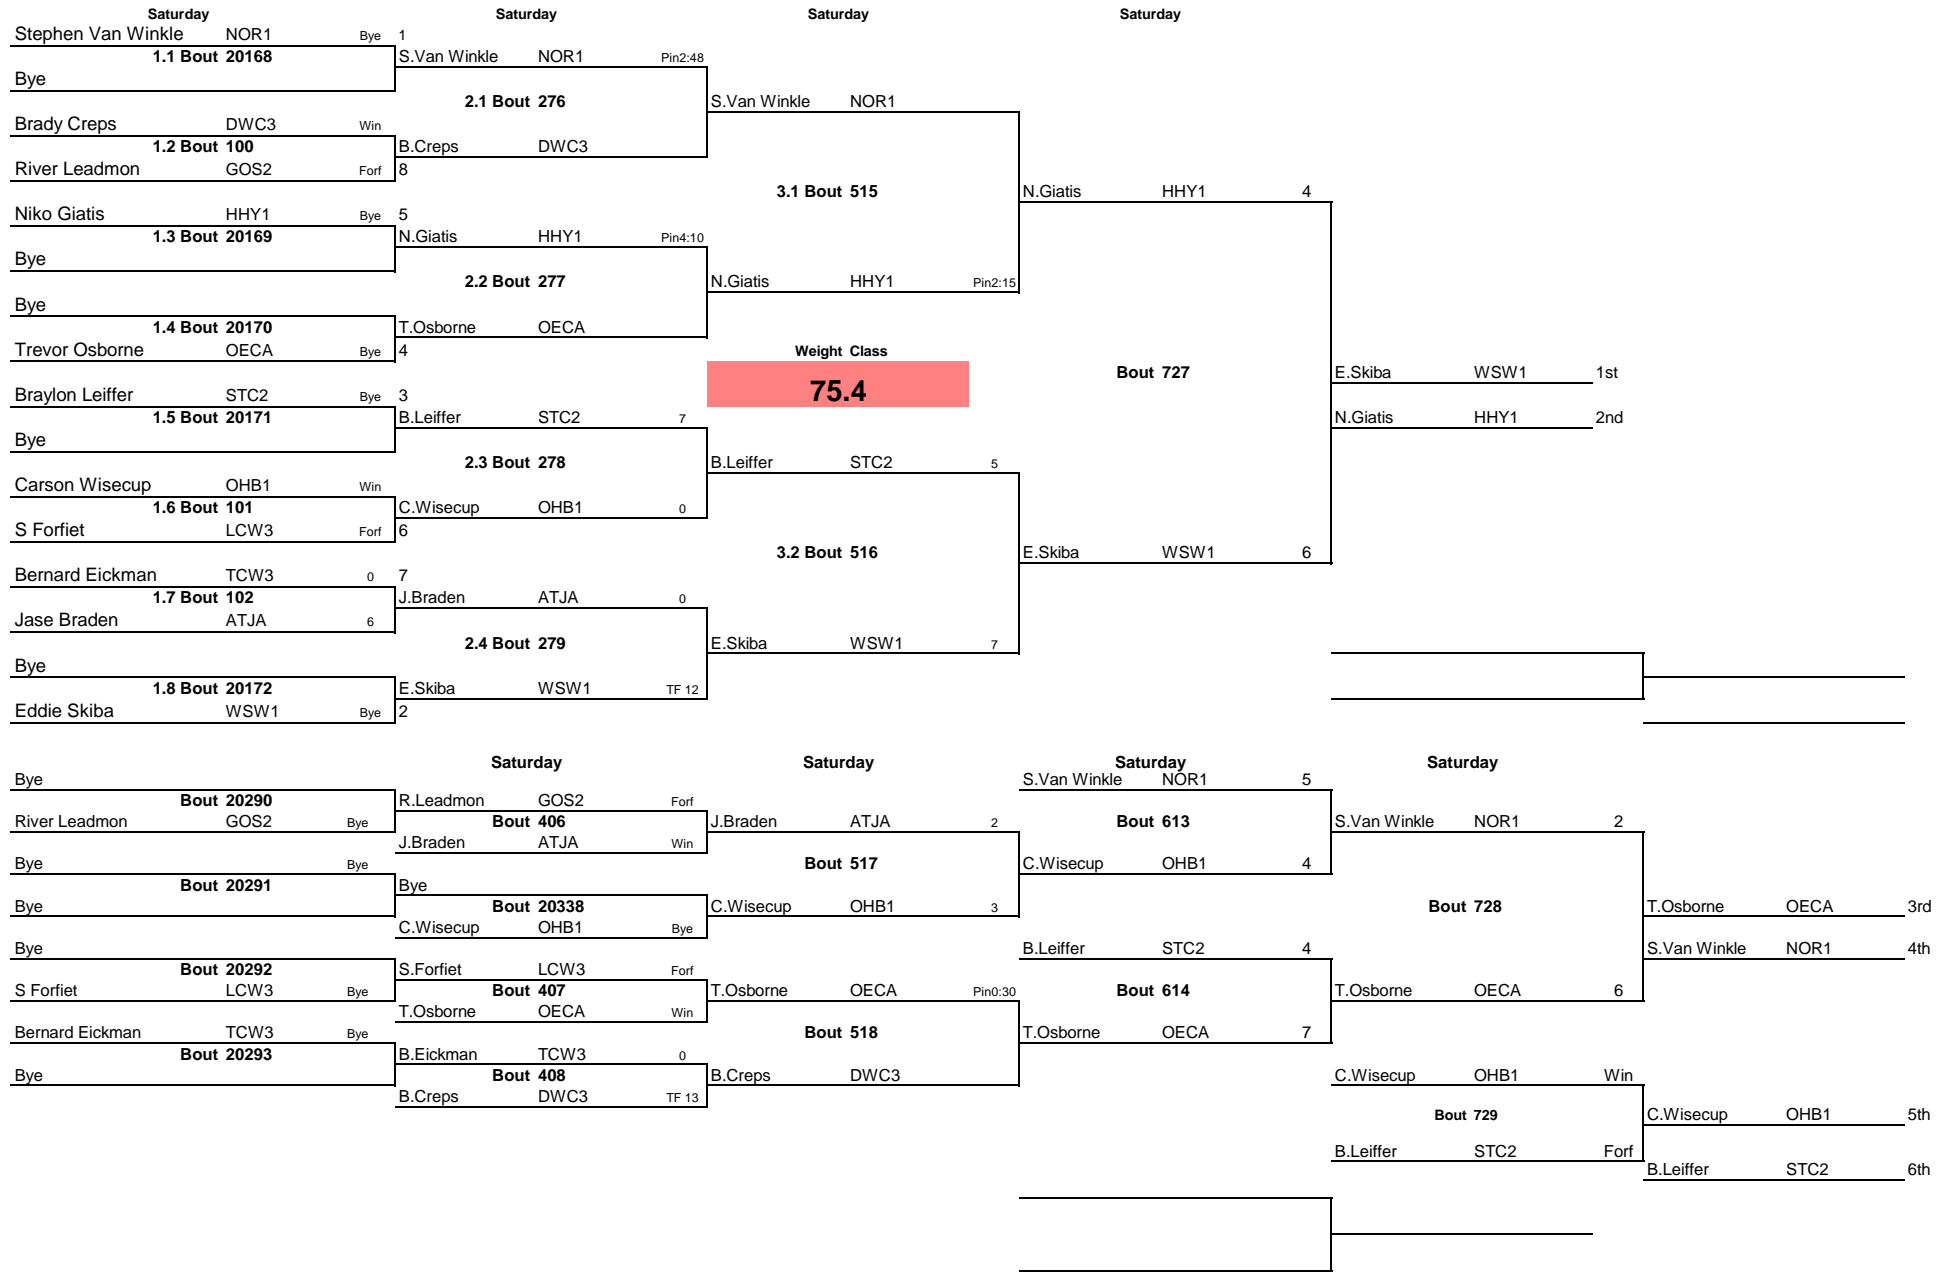 Saturday Saturday Saturday Saturday
Stephen Van Winkle NOR1 Bye 1
1.1 Bout 20168 S.Van Winkle NOR1 Pin2:48
Bye
2.1 Bout 276 S.Van Winkle NOR1
Brady Creps DWC3 Win
1.2 Bout 100 B.Creps DWC3
River Leadmon GOS2 Forf 8
3.1 Bout 515 N.Giatis HHY1 4
Niko Giatis HHY1 Bye 5
1.3 Bout 20169 N.Giatis HHY1 Pin4:10
Bye
2.2 Bout 277 N.Giatis HHY1 Pin2:15
Bye
1.4 Bout 20170 T.Osborne OECA
Trevor Osborne OECA Bye 4 Weight Class
Bout 727 E.Skiba WSW1 1st
75.4
Braylon Leiffer STC2 Bye 3
1.5 Bout 20171 B.Leiffer STC2 7 N.Giatis HHY1 2nd
Bye
2.3 Bout 278 B.Leiffer STC2 5
Carson Wisecup OHB1 Win
1.6 Bout 101 C.Wisecup OHB1 0
S Forfiet LCW3 Forf 6
3.2 Bout 516 E.Skiba WSW1 6
Bernard Eickman TCW3 0 7
1.7 Bout 102 J.Braden ATJA 0
Jase Braden ATJA 6
2.4 Bout 279 E.Skiba WSW1 7
Bye
1.8 Bout 20172 E.Skiba WSW1 TF 12
Eddie Skiba WSW1 Bye 2
Saturday Saturday Saturday Saturday
Bye S.Van Winkle NOR1 5
Bout 20290 R.Leadmon GOS2 Forf
River Leadmon GOS2 Bye Bout 406 J.Braden ATJA 2 Bout 613 S.Van Winkle NOR1 2
J.Braden ATJA Win
Bye Bye Bout 517 C.Wisecup OHB1 4
Bout 20291 Bye
Bye Bout 20338 C.Wisecup OHB1 3 Bout 728 T.Osborne OECA 3rd
C.Wisecup OHB1 Bye
Bye B.Leiffer STC2 4 S.Van Winkle NOR1 4th
Bout 20292 S.Forfiet LCW3 Forf
S Forfiet LCW3 Bye Bout 407 T.Osborne OECA Pin0:30 Bout 614 T.Osborne OECA 6
T.Osborne OECA Win
Bernard Eickman TCW3 Bye Bout 518 T.Osborne OECA 7
Bout 20293 B.Eickman TCW3 0
Bye Bout 408 B.Creps DWC3 C.Wisecup OHB1 Win
B.Creps DWC3 TF 13
Bout 729 C.Wisecup OHB1 5th
B.Leiffer STC2 Forf
B.Leiffer STC2 6th